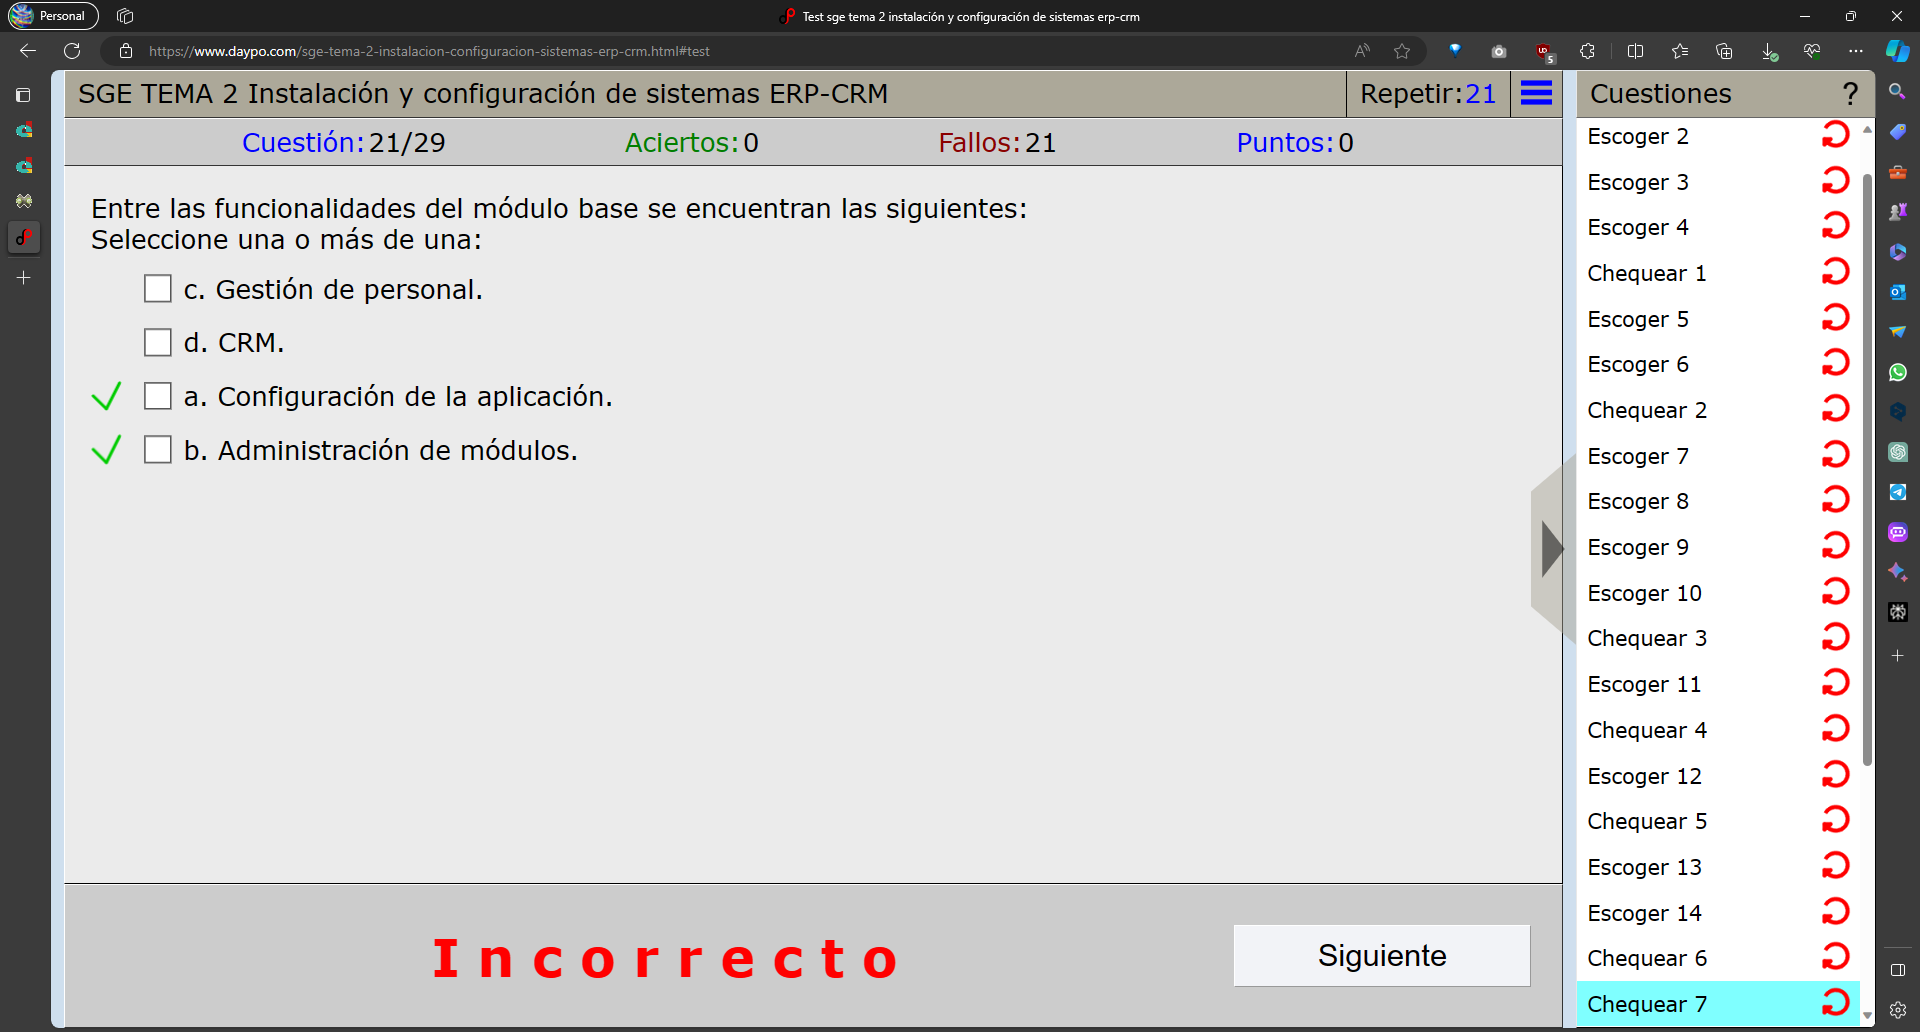 Personal
Test sge tema 2 instalación y configuración de sistemas erp-crm
https://www.daypo.com/sge-tema-2-instalacion-configuracion-sistemas-erp-crm.html#test
SGE TEMA 2 Instalación y configuración de sistemas ERP-CRM
Repetir:21
Cuestión:21/29
Aciertos:0
Fallos:21
Puntos:0
Entre las funcionalidades del módulo base se encuentran las siguientes:
Seleccione una o más de una:
c. Gestión de personal.
d. CRM.
a. Configuración de la aplicación.
b. Administración de módulos.
Incorrecto
Siguiente
Cuestiones ?
Escoger 2
Escoger 3
Escoger 4
Chequear 1
Escoger 5
Escoger 6
Chequear 2
Escoger 7
Escoger 8
Escoger 9
Escoger 10
Chequear 3
Escoger 11
Chequear 4
Escoger 12
Chequear 5
Escoger 13
Escoger 14
Chequear 6
Chequear 7
5